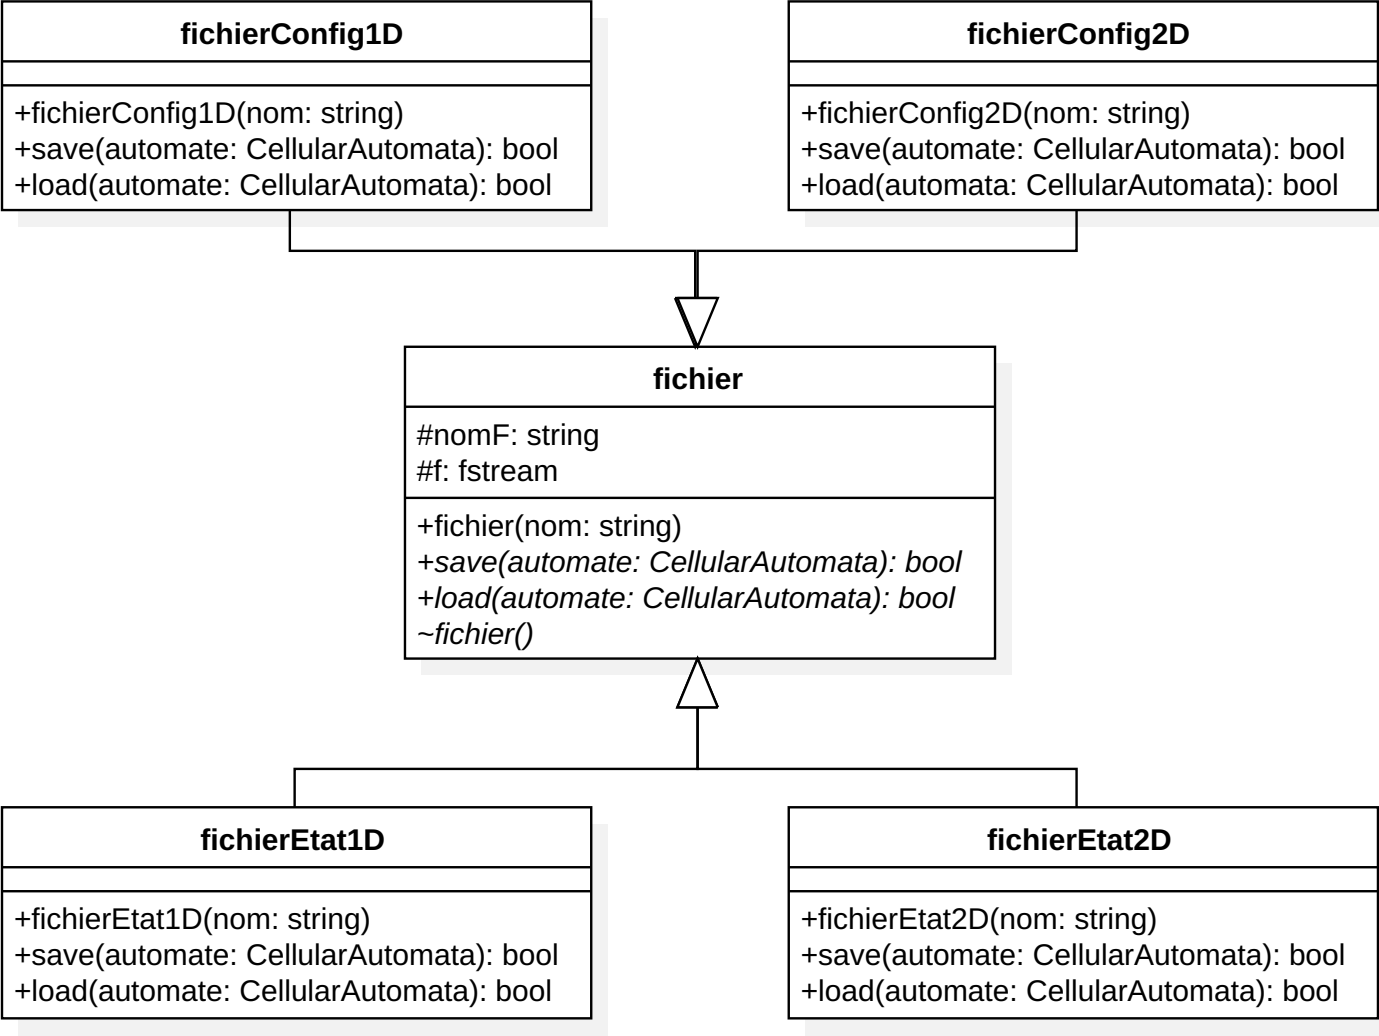 fichierConfig1D
+fichierConfig1D(nom: string)
+save(automate: CellularAutomata): bool
+load(automate: CellularAutomata): bool
fichierConfig2D
+fichierConfig2D(nom: string)
+save(automate: CellularAutomata): bool
+load(automata: CellularAutomata): bool
fichier
#nomF: string
#f: fstream
+fichier(nom: string)
+save(automate: CellularAutomata): bool
+load(automate: CellularAutomata): bool
~fichier()
fichierEtat1D
+fichierEtat1D(nom: string)
+save(automate: CellularAutomata): bool
+load(automate: CellularAutomata): bool
fichierEtat2D
+fichierEtat2D(nom: string)
+save(automate: CellularAutomata): bool
+load(automate: CellularAutomata): bool